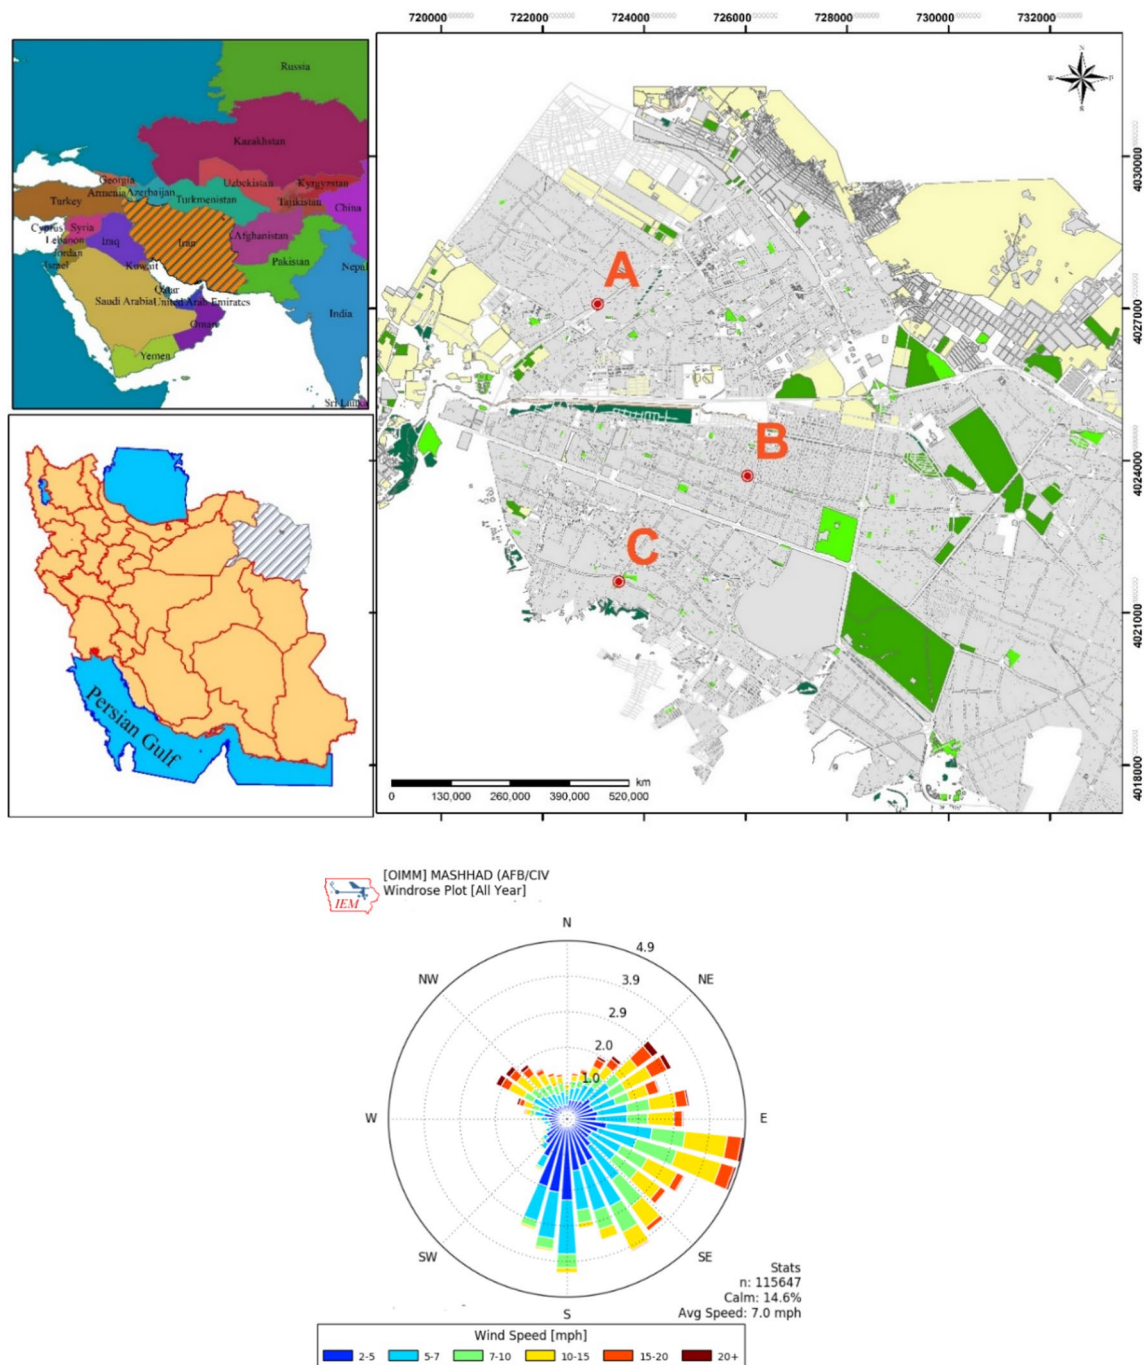 720000
722000
724000
726000
728000
730000
732000
Russia
Kazakhstan
Georgia
Armenia
Azerbaijan
Uzbekistan
Kyrgyzstan
Turkey
Turkmenistan
Tajikistan
China
Cyprus
Syria
Lebanon
Iraq
Iran
Afghanistan
Jordan
Israel
Kuwait
Pakistan
Nepal
Qatar
Saudi Arabia
United Arab Emirates
Oman
India
Yemen
N
W
A
B
C
4030000
4027000
4024000
4021000
4018000
km
0 130,000 260,000 390,000 520,000
Persian Gulf
IEM
[OIMM] MASHHAD (AFB/CIV
Windrose Plot [All Year]
N
NW
NE
4.9
3.9
2.9
2.0
1.0
W
E
SW
SE
S
Stats
n: 115647
Calm: 14.6%
Avg Speed: 7.0 mph
Wind Speed [mph]
2-5 5-7 7-10 10-15 15-20 20+